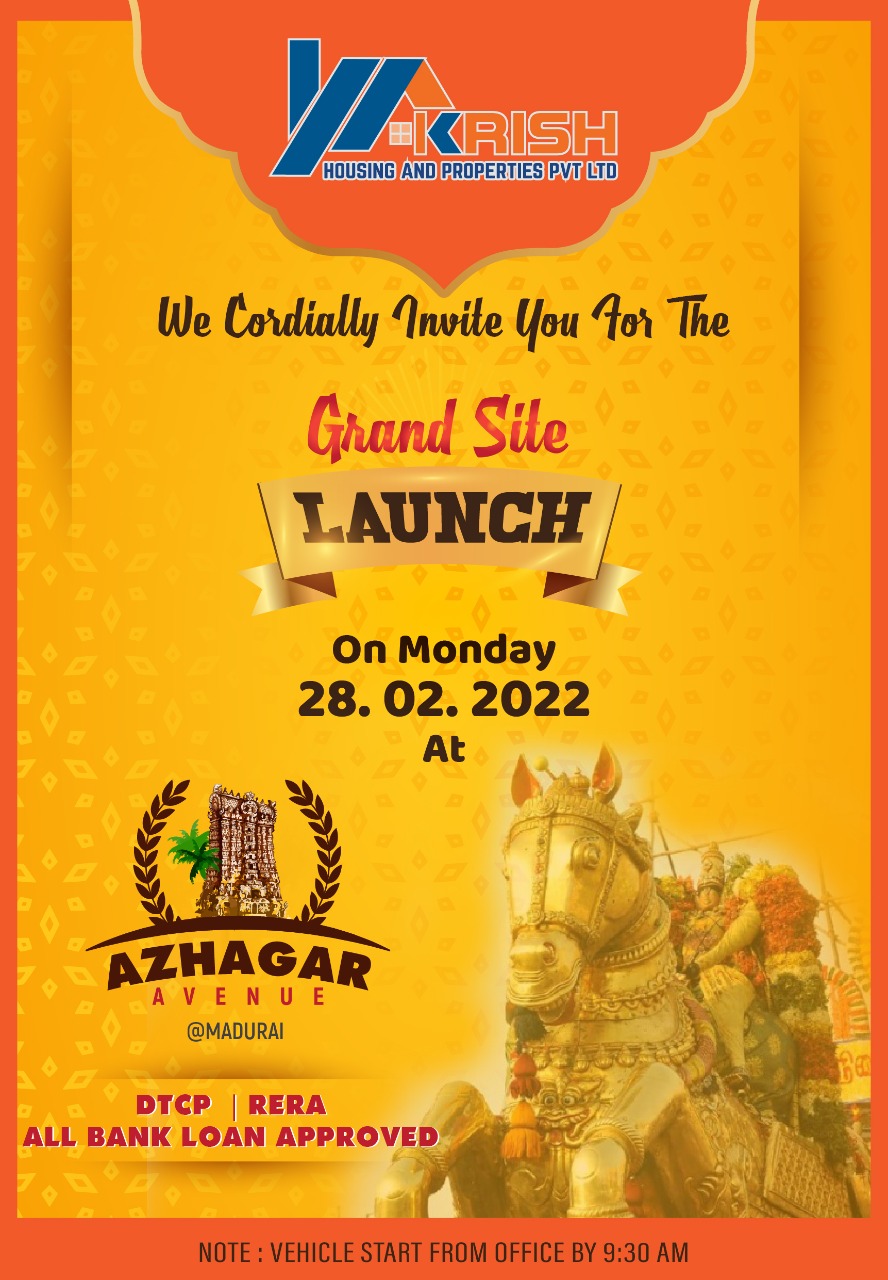 KRISH
HOUSING AND PROPERTIES PVT LTD
We Cordially Invite You For The
Grand Site
LAUNCH
On Monday
28. 02. 2022
At
AZHAGAR
AVENUE
@MADURAI
DTCP | RERA
ALL BANK LOAN APPROVED
NOTE : VEHICLE START FROM OFFICE BY 9:30 AM